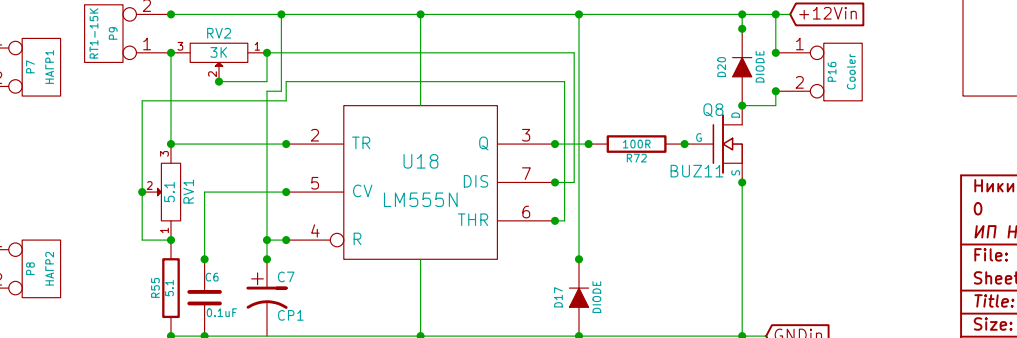 P7
НАГР1
P8
НАГР2
RT1-15K
P9
2
1
3
RV2
1
3K
2
3
2
5.1
RV1
1
R55
5.1
C6
0.1uF
C7
CP1
2
TR
5
CV
4
R
U18
LM555N
Q
3
DIS
7
THR
6
D17
DIODE
100R
R72
Q8
G
D
S
BUZ11
D20
DIODE
+12Vin
1
2
P16
Cooler
GNDin
Ники
0
ИП Н
File:
Sheet
Title:
Size: